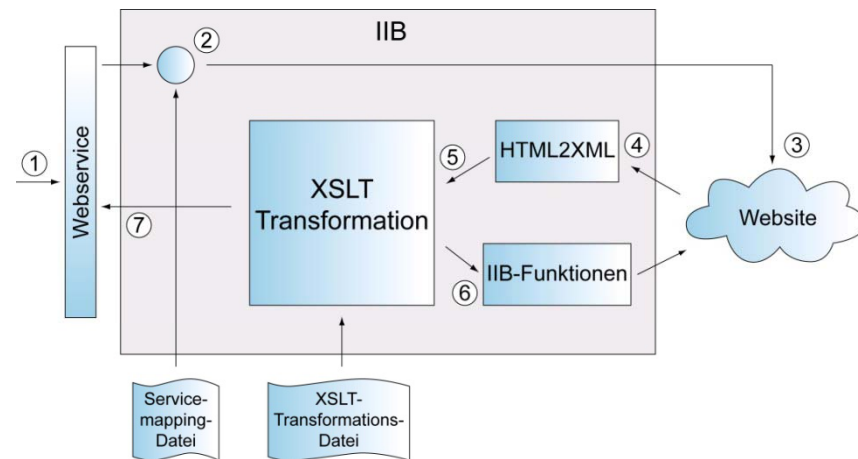 IIB
②
①
Webservice
⑦
XSLT
Transformation
⑤
HTML2XML
④
③
Website
IIB-Funktionen
⑥
Service-
mapping-
Datei
XSLT-
Transformations-
Datei